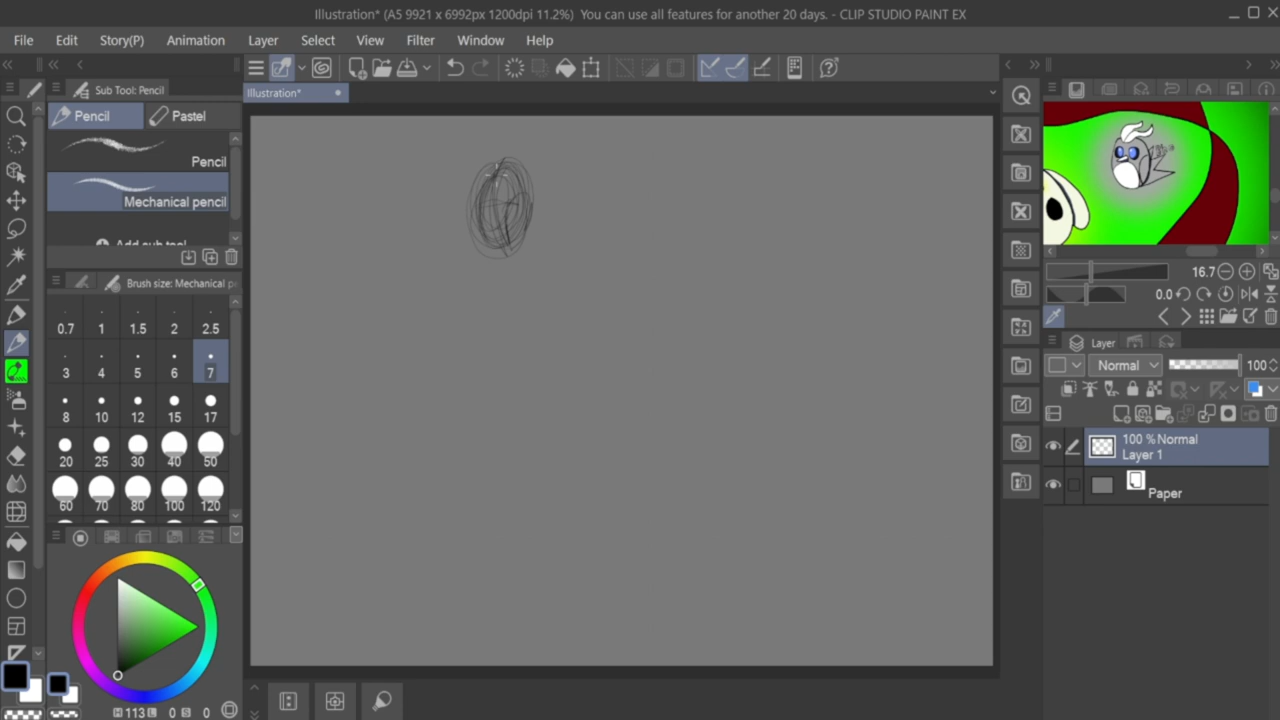 Illustration* (A5 9921 x 6992px 1200dpi 11.2%) You can use all features for another 20 days. - CLIP STUDIO PAINT EX
File Edit Story(P) Animation Layer Select View Filter Window Help
Sub Tool: Pencil
Illustration*
Pencil Pastel
Pencil
Mechanical pencil
Add sub tool
Brush size: Mechanical p
0.7 1 1.5 2 2.5
3 4 5 6 7
8 10 12 15 17
20 25 30 40 50
60 70 80 100 120
113 0 0
16.7
0.0
Layer
Normal 100
100 % Normal
Layer 1
Paper